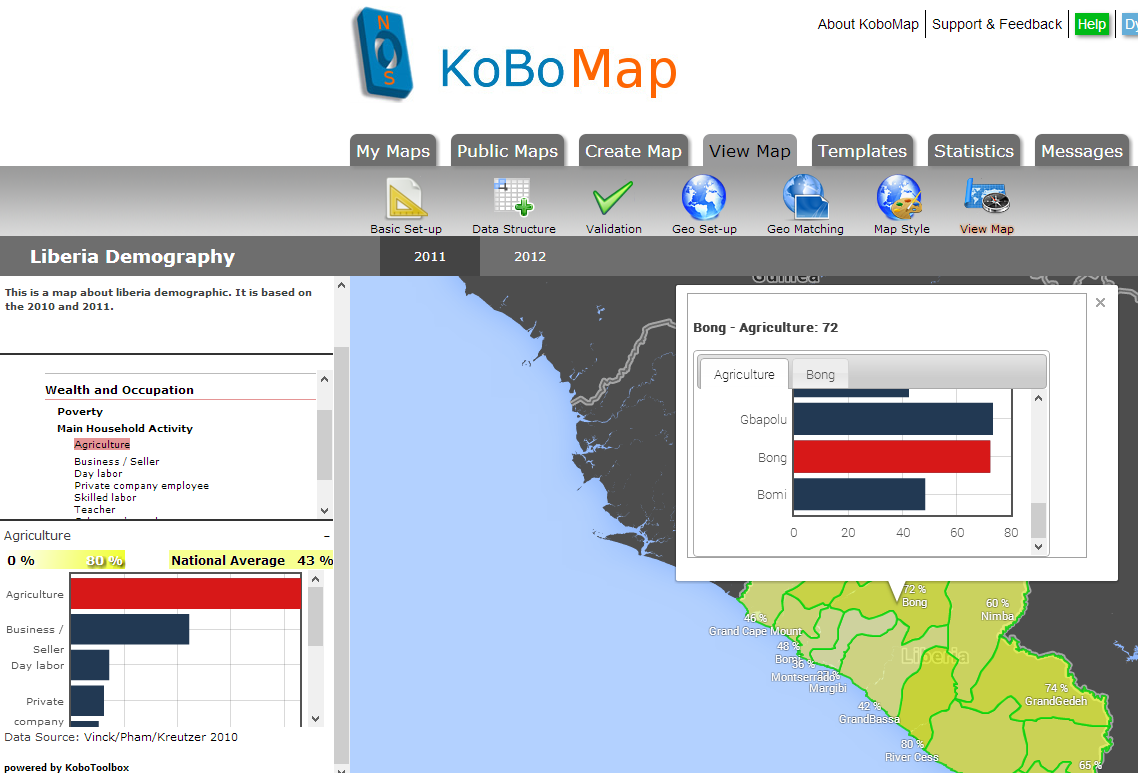 About KoboMap
Support & Feedback
Help
Dy
N
S
KoBoMap
My Maps
Public Maps
Create Map
View Map
Templates
Statistics
Messages
Basic Set-up
Data Structure
Validation
Geo Set-up
Geo Matching
Map Style
View Map
Liberia Demography
2011
2012
This is a map about liberia demographic. It is based on
the 2010 and 2011.
Wealth and Occupation
Poverty
Main Household Activity
Agriculture
Business / Seller
Day labor
Private company employee
Skilled labor
Teacher
Agriculture
-
0 %
80 %
National Average 43 %
Agriculture
Business /
Seller
Day labor
Private
company
Data Source: Vinck/Pham/Kreutzer 2010
powered by KoboToolbox
Guinea
Bong - Agriculture: 72
Agriculture
Bong
Gbapolu
Bong
Bomi
0 20 40 60 80
72 %
Bong
60 %
Nimba
46 %
Grand Cape Mount
48 %
Bomi
36 %
Montserrado
Margibi
Liberia
74 %
GrandGedeh
42 %
GrandBassa
80 %
River Cess
65 %